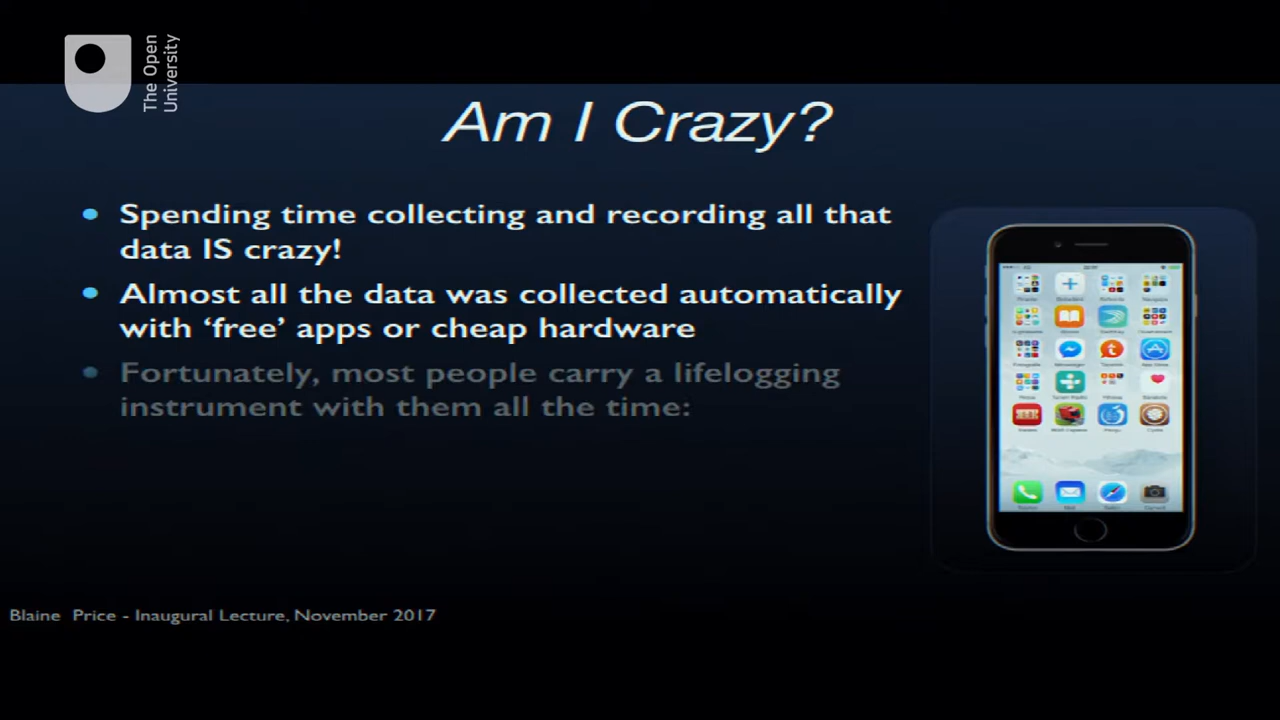 The Open
University
Am I Crazy?
Spending time collecting and recording all that
data IS crazy!
Almost all the data was collected automatically
with ‘free’ apps or cheap hardware
Fortunately, most people carry a lifelogging
instrument with them all the time:
Blaine Price - Inaugural Lecture, November 2017